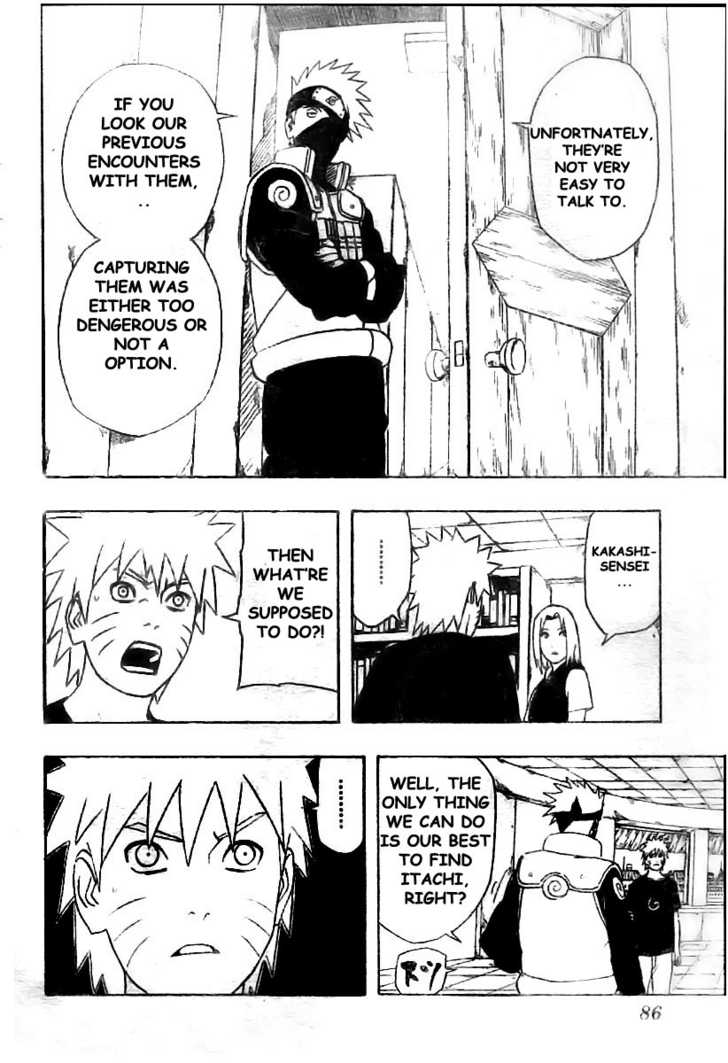 UNFORTNATELY,
THEY'RE
NOT VERY
EASY TO
TALK TO.
IF YOU
LOOK OUR
PREVIOUS
ENCOUNTERS
WITH THEM,
..
CAPTURING
THEM WAS
EITHER TOO
DENGEROUS OR
NOT A
OPTION.
KAKASHI-
SENSEI
...
........
THEN
WHAT'RE
WE
SUPPOSED
TO DO?!
WELL, THE
ONLY THING
WE CAN DO
IS OUR BEST
TO FIND
ITACHI,
RIGHT?
........
86